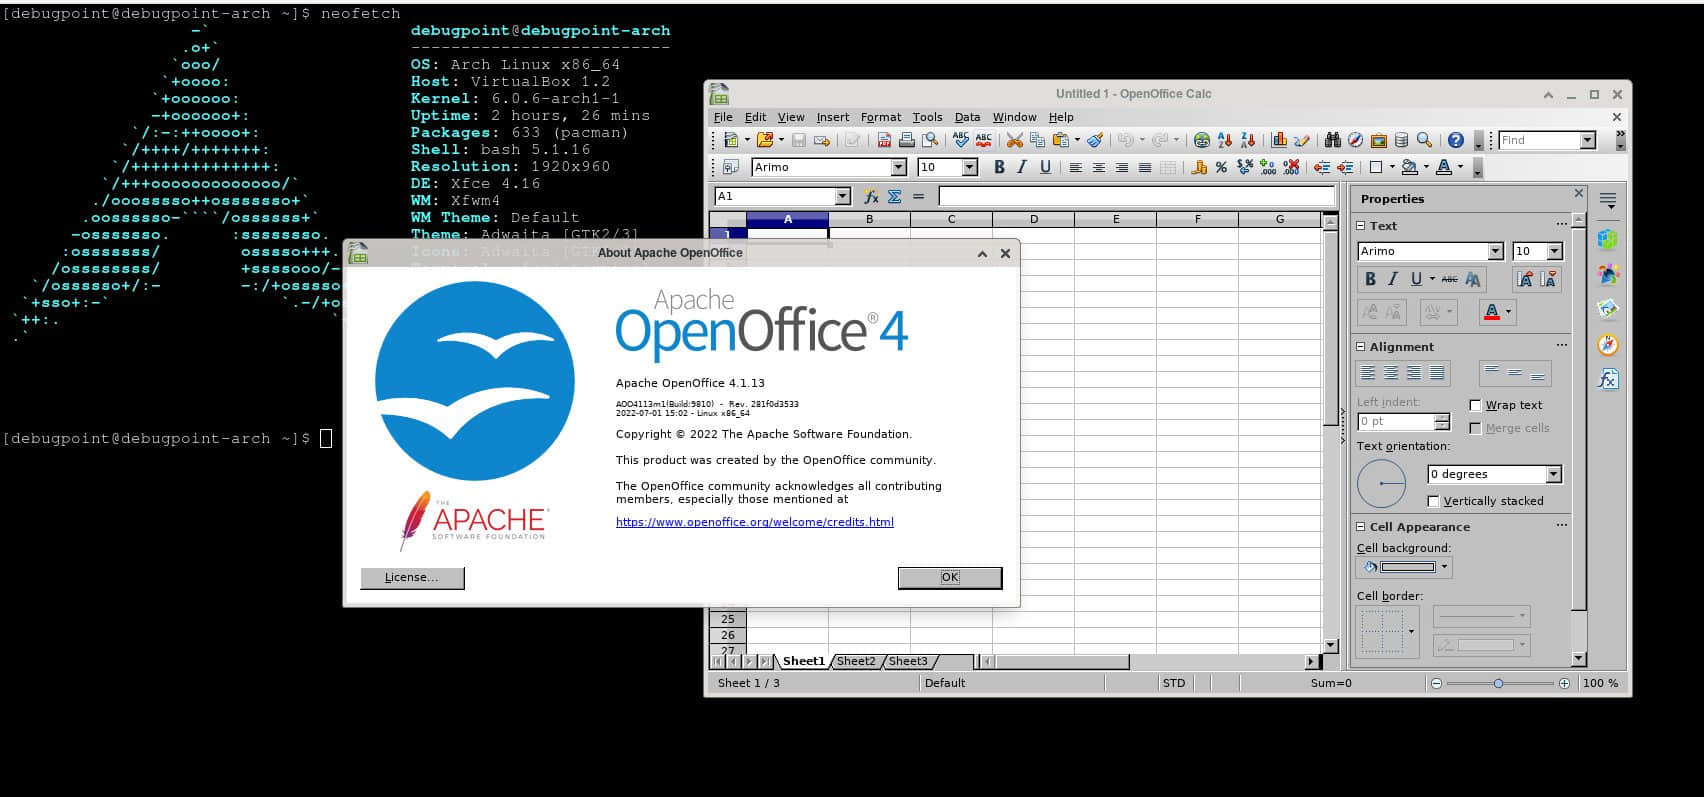 [debugpoint@debugpoint-arch ~]$ neofetch
debugpoint@debugpoint-arch
--------------------------
OS: Arch Linux x86_64
Host: VirtualBox 1.2
Kernel: 6.0.6-arch1-1
Uptime: 2 hours, 26 mins
Packages: 633 (pacman)
Shell: bash 5.1.16
Resolution: 1920x960
DE: Xfce 4.16
WM: Xfwm4
WM Theme: Default
Theme: Adwaita [GTK2/3]
Icons: Adwaita [GTK2/3]
[debugpoint@debugpoint-arch ~]$
Untitled 1 - OpenOffice Calc
File Edit View Insert Format Tools Data Window Help
Find
Arimo 10
A1
A B C D E F G
1
25
26
27
Sheet1 Sheet2 Sheet3
Sheet 1 / 3 Default STD Sum=0 100 %
Properties
Text
Arimo 10
Alignment
Left indent:
Wrap text
0 pt
Merge cells
Text orientation:
0 degrees
Vertically stacked
Cell Appearance
Cell background:
Cell border:
About Apache OpenOffice
Apache
OpenOffice® 4
Apache OpenOffice 4.1.13
AOO4113m1(Build:9810) - Rev. 281f0d3533
2022-07-01 15:02 - Linux x86_64
Copyright © 2022 The Apache Software Foundation.
This product was created by the OpenOffice community.
The OpenOffice community acknowledges all contributing
members, especially those mentioned at
https://www.openoffice.org/welcome/credits.html
THE
APACHE
SOFTWARE FOUNDATION
License...
OK